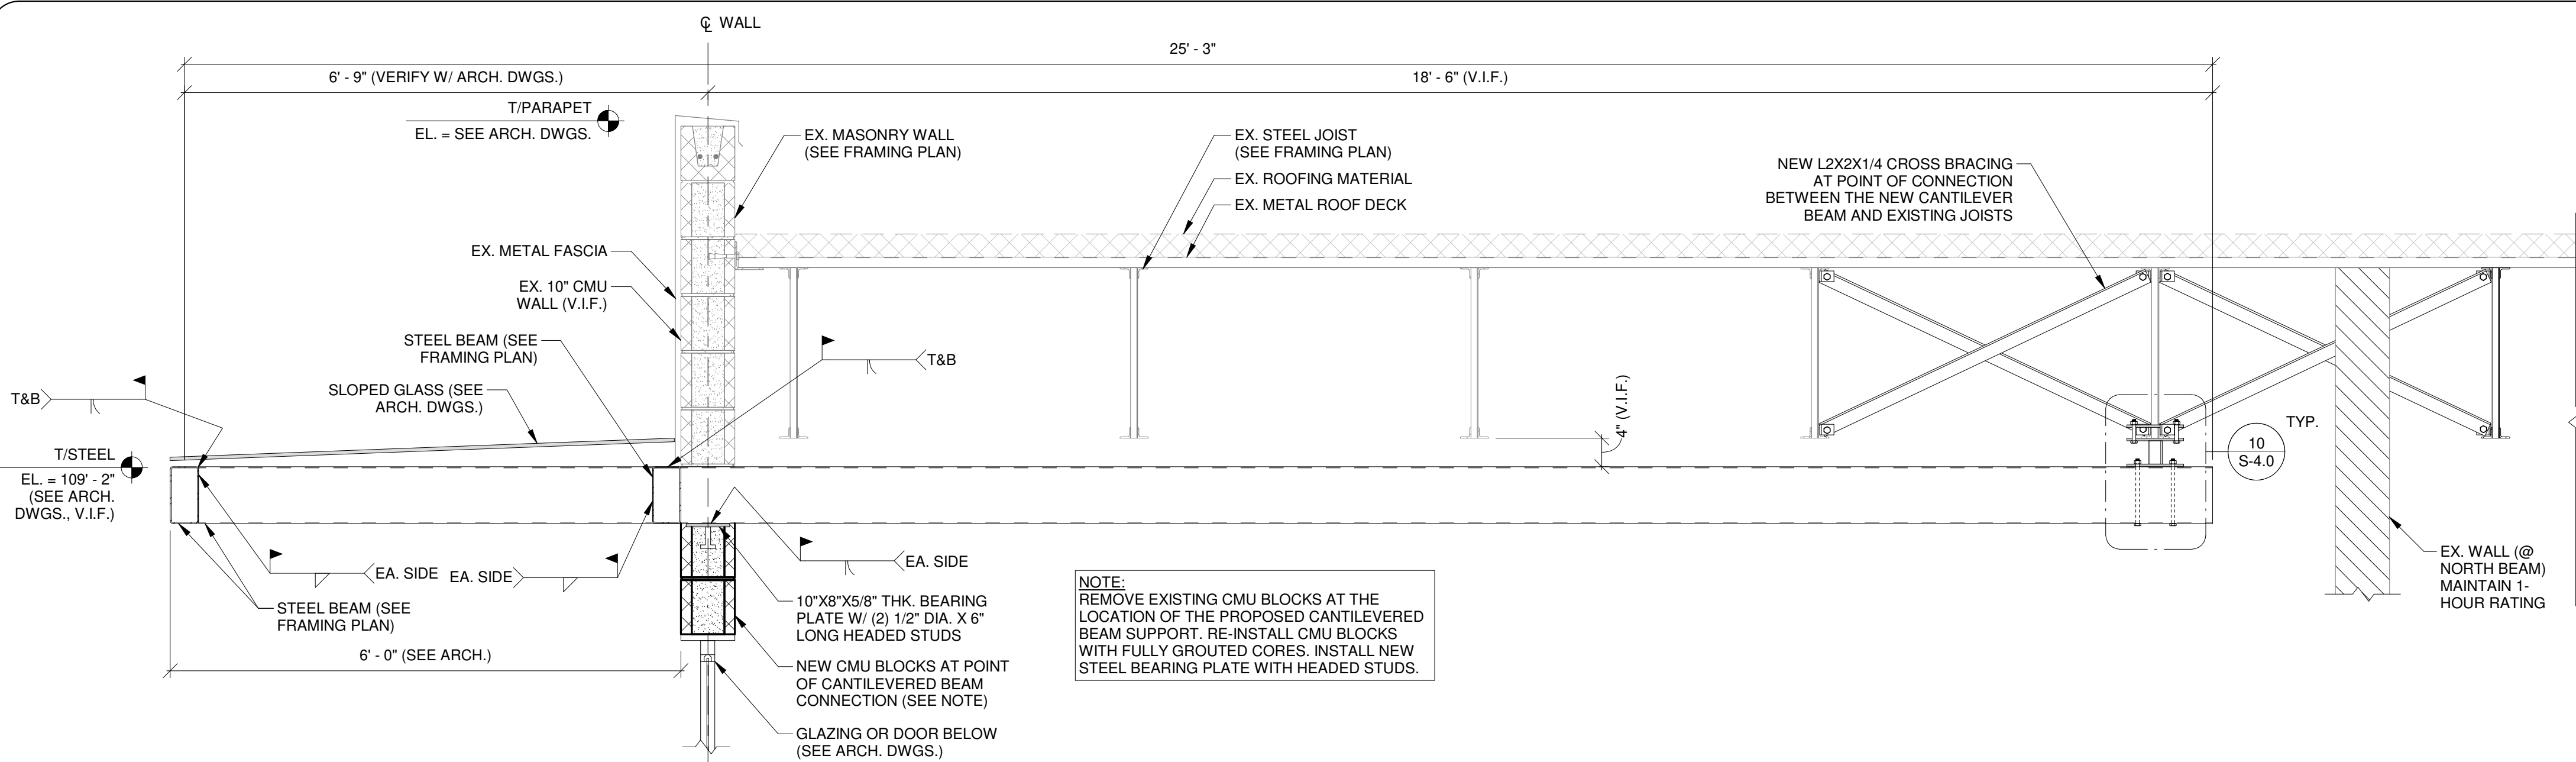 ℄ WALL
25' - 3"
6' - 9" (VERIFY W/ ARCH. DWGS.)
18' - 6" (V.I.F.)
T/PARAPET
EL. = SEE ARCH. DWGS.
EX. MASONRY WALL
(SEE FRAMING PLAN)
EX. STEEL JOIST
(SEE FRAMING PLAN)
EX. ROOFING MATERIAL
EX. METAL ROOF DECK
NEW L2X2X1/4 CROSS BRACING
AT POINT OF CONNECTION
BETWEEN THE NEW CANTILEVER
BEAM AND EXISTING JOISTS
EX. METAL FASCIA
EX. 10" CMU
WALL (V.I.F.)
STEEL BEAM (SEE
FRAMING PLAN)
T&B
SLOPED GLASS (SEE
ARCH. DWGS.)
T&B
4" (V.I.F.)
TYP.
10
S-4.0
T/STEEL
EL. = 109' - 2"
(SEE ARCH.
DWGS., V.I.F.)
EA. SIDE
EA. SIDE
EA. SIDE
STEEL BEAM (SEE
FRAMING PLAN)
6' - 0" (SEE ARCH.)
10"X8"X5/8" THK. BEARING
PLATE W/ (2) 1/2" DIA. X 6"
LONG HEADED STUDS
NEW CMU BLOCKS AT POINT
OF CANTILEVERED BEAM
CONNECTION (SEE NOTE)
GLAZING OR DOOR BELOW
(SEE ARCH. DWGS.)
NOTE:
REMOVE EXISTING CMU BLOCKS AT THE
LOCATION OF THE PROPOSED CANTILEVERED
BEAM SUPPORT. RE-INSTALL CMU BLOCKS
WITH FULLY GROUTED CORES. INSTALL NEW
STEEL BEARING PLATE WITH HEADED STUDS.
EX. WALL (@
NORTH BEAM)
MAINTAIN 1-
HOUR RATING